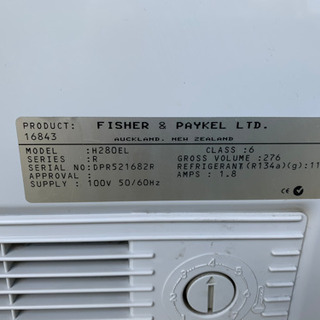 PRODUCT: FISHER & PAYKEL LTD.
16843 AUCKLAND, NEW ZEALAND
MODEL : H280EL CLASS : 6
SERIES : R GROSS VOLUME : 276
SERIAL NO: DPR521682R REFRIGERANT (R134a)(g): 11
APPROVAL : AMPS : 1.8
SUPPLY : 100V 50/60Hz